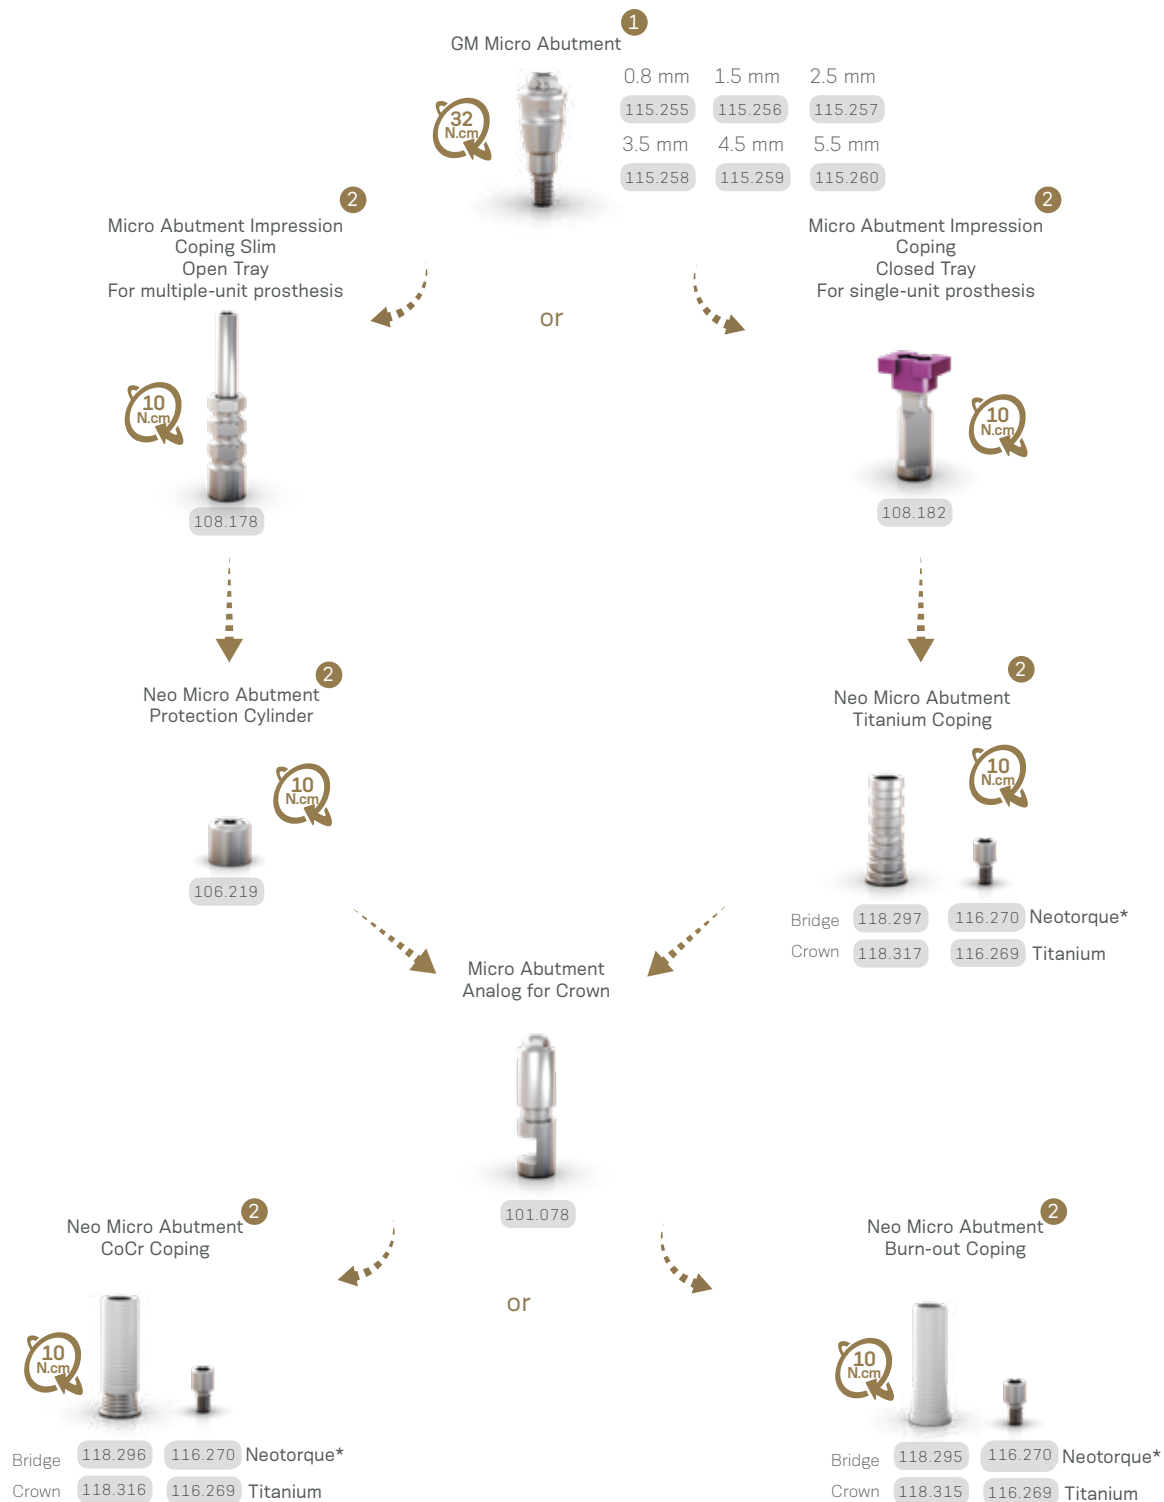 1
GM Micro Abutment
0.8 mm 1.5 mm 2.5 mm
115.255 115.256 115.257
32
N.cm
3.5 mm 4.5 mm 5.5 mm
115.258 115.259 115.260
2
Micro Abutment Impression
Coping Slim
Open Tray
For multiple-unit prosthesis
2
Micro Abutment Impression
Coping
Closed Tray
For single-unit prosthesis
or
10
N.cm
108.178
10
N.cm
108.182
2
Neo Micro Abutment
Protection Cylinder
10
N.cm
106.219
2
Neo Micro Abutment
Titanium Coping
10
N.cm
Bridge 118.297 116.270 Neotorque*
Crown 118.317 116.269 Titanium
Micro Abutment
Analog for Crown
101.078
2
Neo Micro Abutment
CoCr Coping
or
2
Neo Micro Abutment
Burn-out Coping
10
N.cm
Bridge 118.296 116.270 Neotorque*
Crown 118.316 116.269 Titanium
10
N.cm
Bridge 118.295 116.270 Neotorque*
Crown 118.315 116.269 Titanium